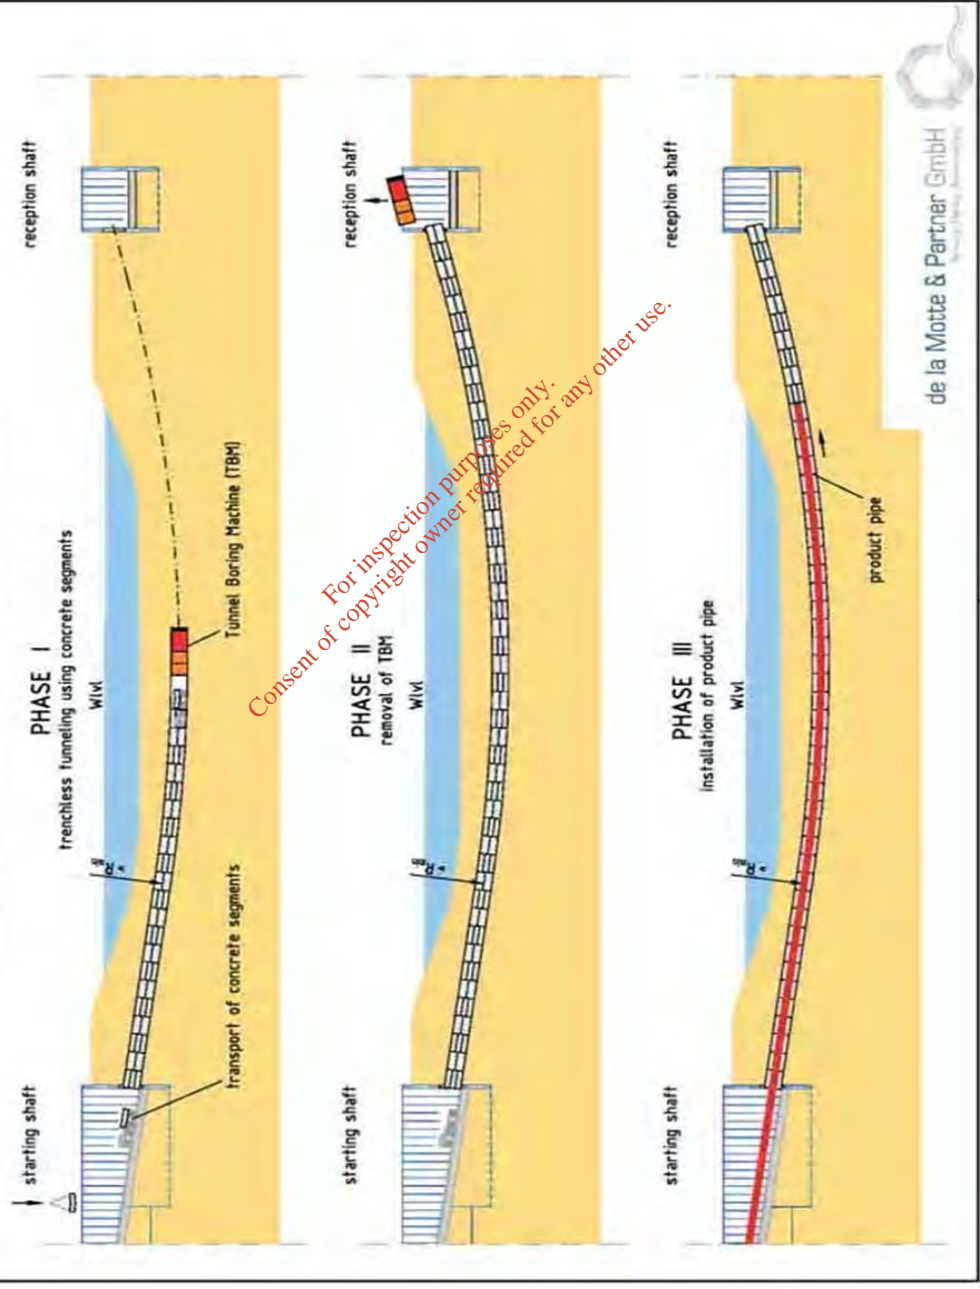 PHASE I
trenchless tunneling using concrete segments
starting shaft
Wlvl
reception shaft
transport of concrete segments
Tunnel Boring Machine (TBM)
PHASE II
removal of TBM
starting shaft
Wlvl
reception shaft
PHASE III
installation of product pipe
starting shaft
Wlvl
reception shaft
product pipe
de la Motte & Partner GmbH
For inspection purposes only.
Consent of copyright owner required for any other use.